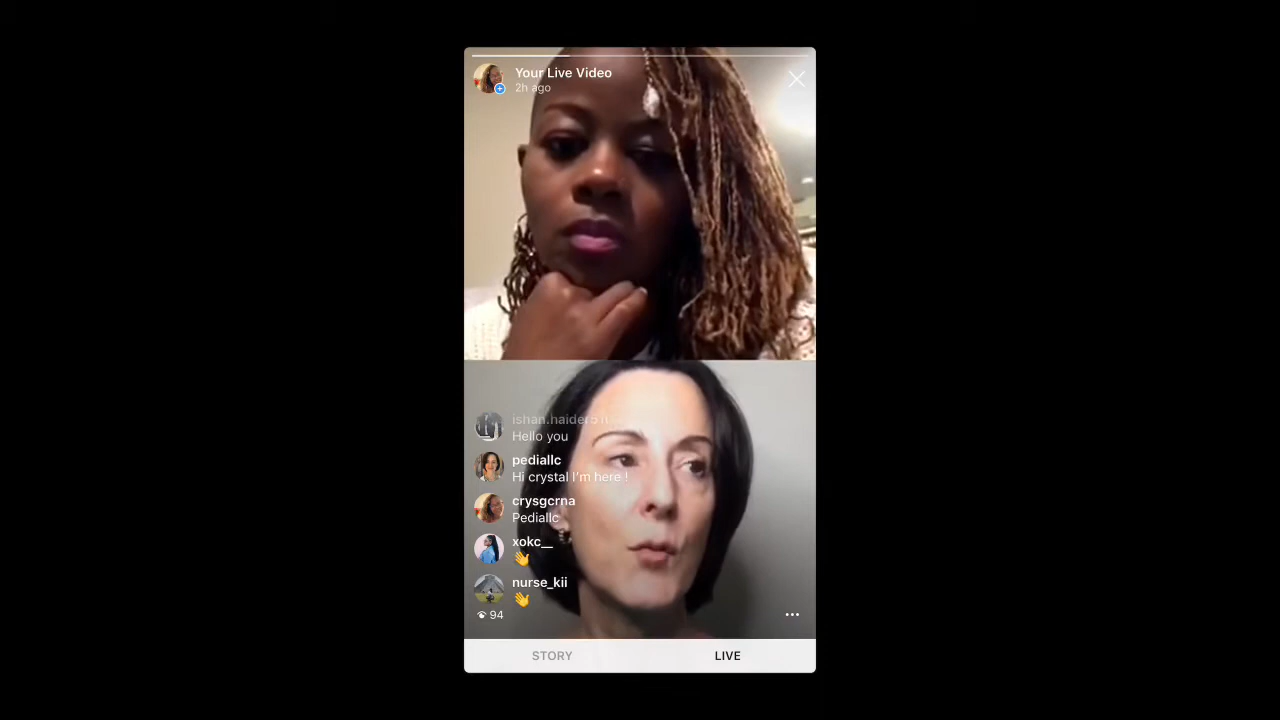 Your Live Video
2h ago
Hello you
pediallc
Hi crystal I'm here !
crysgcrna
Pediallc
xokc__
👋
nurse_kii
👋
94
STORY
LIVE